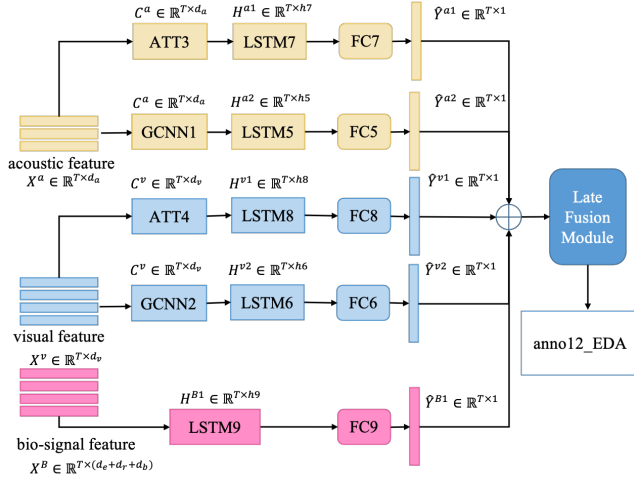 C^a ∈ ℝ^{T×d_a}
H^{a1} ∈ ℝ^{T×h7}
Ŷ^{a1} ∈ ℝ^{T×1}
ATT3
LSTM7
FC7
C^a ∈ ℝ^{T×d_a}
H^{a2} ∈ ℝ^{T×h5}
Ŷ^{a2} ∈ ℝ^{T×1}
GCNN1
LSTM5
FC5
acoustic feature
X^a ∈ ℝ^{T×d_a}
C^v ∈ ℝ^{T×d_v}
H^{v1} ∈ ℝ^{T×h8}
Ŷ^{v1} ∈ ℝ^{T×1}
ATT4
LSTM8
FC8
Late
Fusion
Module
C^v ∈ ℝ^{T×d_v}
H^{v2} ∈ ℝ^{T×h6}
Ŷ^{v2} ∈ ℝ^{T×1}
GCNN2
LSTM6
FC6
visual feature
X^v ∈ ℝ^{T×d_v}
anno12_EDA
H^{B1} ∈ ℝ^{T×h9}
Ŷ^{B1} ∈ ℝ^{T×1}
LSTM9
FC9
bio-signal feature
X^B ∈ ℝ^{T×(d_e+d_r+d_b)}